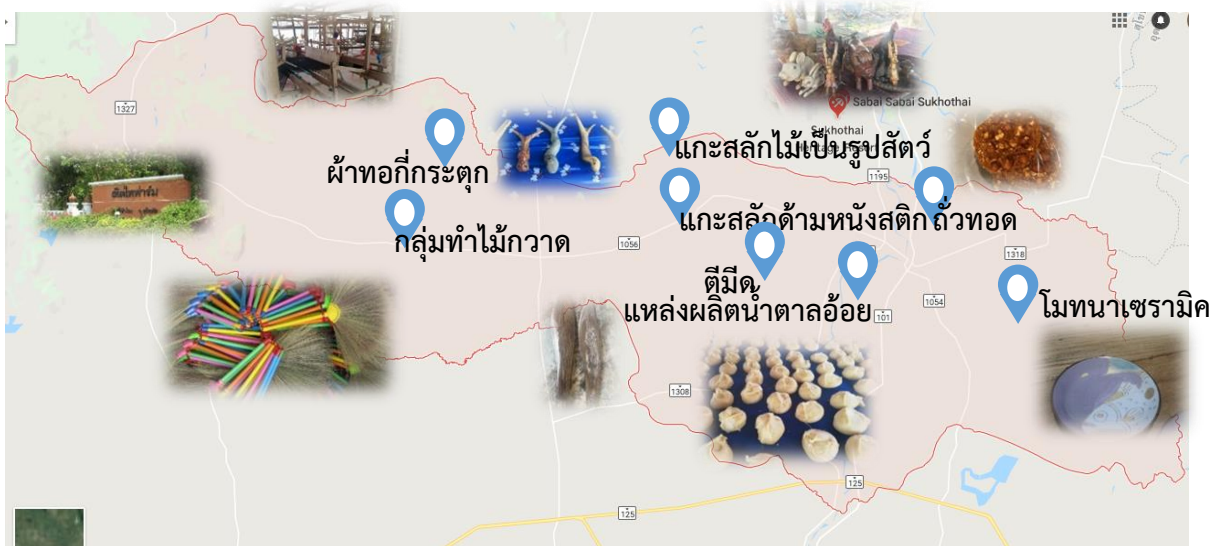 Sabai Sabai Sukhothai
Sukhothai
Heritage Resort
1327
แกะสลักไม้เป็นรูปสัตว์
ผ้าทอกี่กระตุก
1195
แกะสลักด้ามหนังสติก
ถั่วทอด
กลุ่มทำไม้กวาด
1056
1318
ตีมีด
แหล่งผลิตน้ำตาลอ้อย
1054
โมทนาเซรามิค
101
1308
125
125